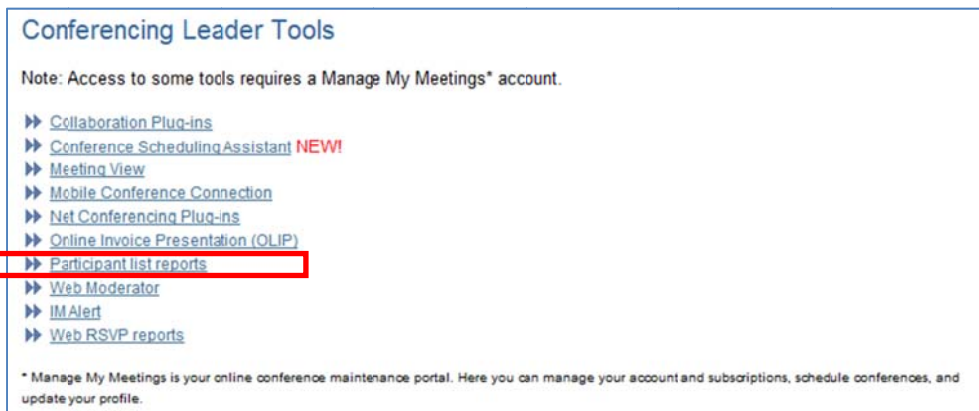 Conferencing Leader Tools
Note: Access to some tools requires a Manage My Meetings* account.
Collaboration Plug-ins
Conference Scheduling Assistant NEW!
Meeting View
Mobile Conference Connection
Net Conferencing Plug-ins
Online Invoice Presentation (OLIP)
Participant list reports
Web Moderator
IM Alert
Web RSVP reports
* Manage My Meetings is your online conference maintenance portal. Here you can manage your account and subscriptions, schedule conferences, and
update your profile.